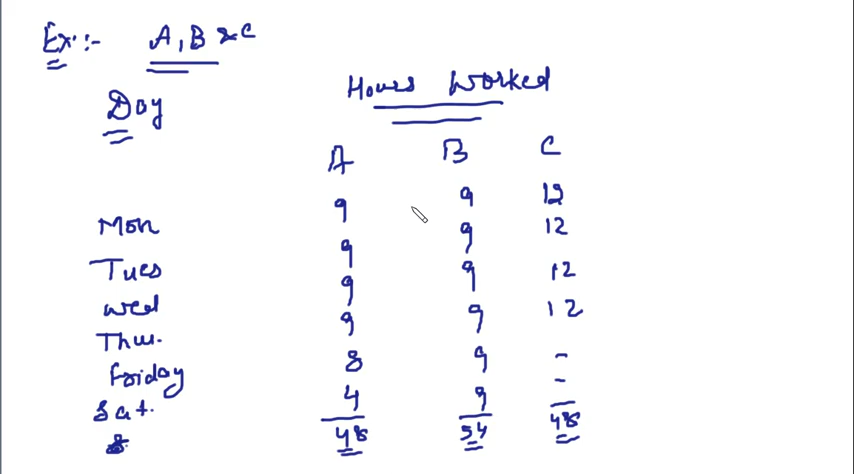 Ex :- A, B & C
Hours Worked
Day
A B C
Mon 9 9 12
Tues 9 9 12
Wed 9 9 12
Thu. 9 9 12
Friday 8 9 -
Sat. 4 9 -
48 54 48